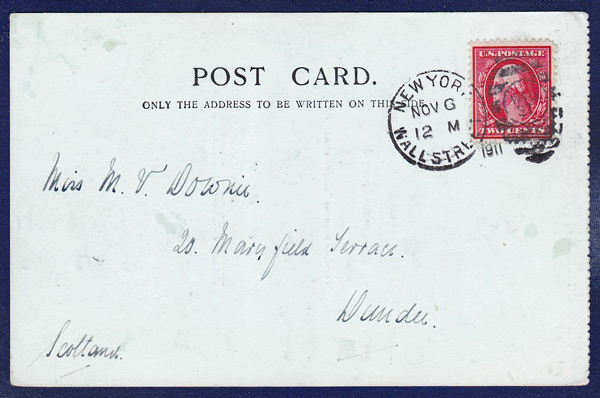 U.S. POSTAGE
POST CARD.
ONLY THE ADDRESS TO BE WRITTEN ON THIS SIDE.
NEW YORK,
NOV 6
12 M
WALL STRE
1911
TWO CENTS
Miss M. V. Downie.
20. Maryfield Terrace.
Dundee.
Scotland.